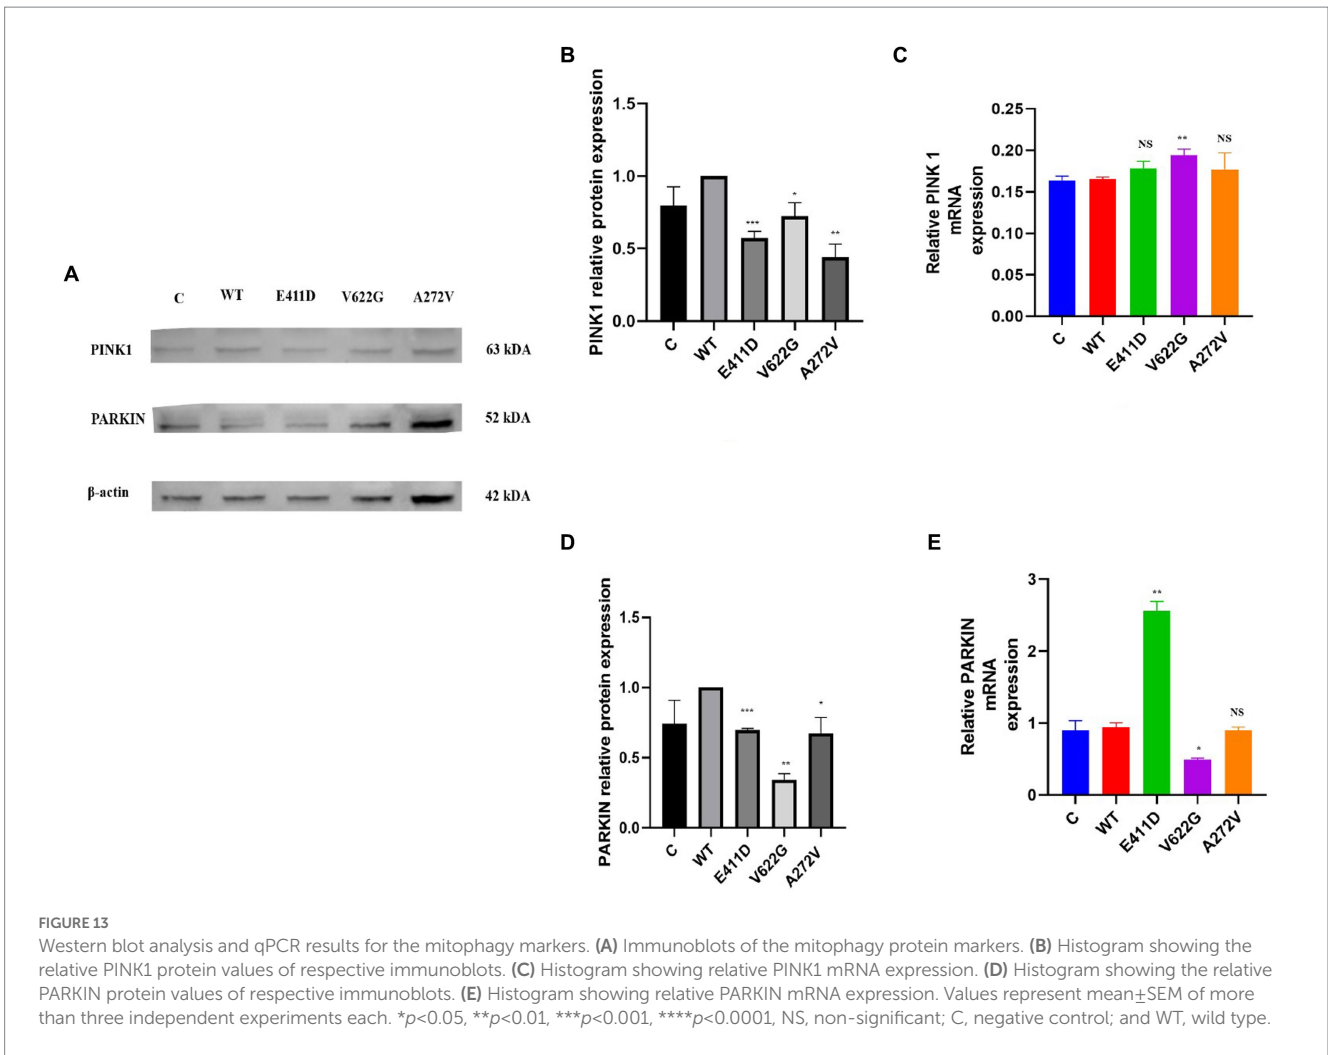 A
C WT E411D V622G A272V
PINK1 63 kDA
PARKIN 52 kDA
β-actin 42 kDA
B
PINK1 relative protein expression
1.5
1.0
0.5
0.0
*** * **
C WT E411D V622G A272V
C
Relative PINK 1
mRNA
expression
0.25
0.20
0.15
0.10
0.05
0.00
NS ** NS
C WT E411D V622G A272V
D
PARKIN relative protein expression
1.5
1.0
0.5
0.0
*** ** *
C WT E411D V622G A272V
E
Relative PARKIN
mRNA
expression
3
2
1
0
** * NS
C WT E411D V622G A272V
FIGURE 13
Western blot analysis and qPCR results for the mitophagy markers. (A) Immunoblots of the mitophagy protein markers. (B) Histogram showing the
relative PINK1 protein values of respective immunoblots. (C) Histogram showing relative PINK1 mRNA expression. (D) Histogram showing the relative
PARKIN protein values of respective immunoblots. (E) Histogram showing relative PARKIN mRNA expression. Values represent mean±SEM of more
than three independent experiments each. *p<0.05, **p<0.01, ***p<0.001, ****p<0.0001, NS, non-significant; C, negative control; and WT, wild type.